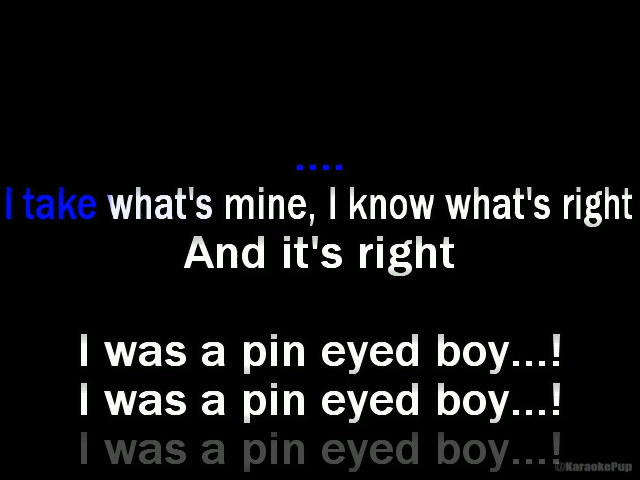 ....
I take what's mine, I know what's right
And it's right
I was a pin eyed boy...!
I was a pin eyed boy...!
I was a pin eyed boy...!
@KaraokePup